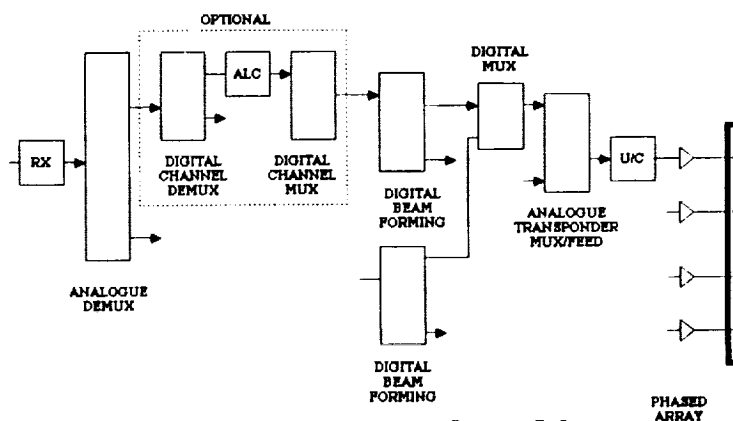 OPTIONAL
ALC
RX
DIGITAL
CHANNEL
DEMUX
DIGITAL
CHANNEL
MUX
DIGITAL
MUX
U/C
DIGITAL
BEAM
FORMING
ANALOGUE
TRANSPONDER
MUX/FEED
ANALOGUE
DEMUX
DIGITAL
BEAM
FORMING
PHASED
ARRAY